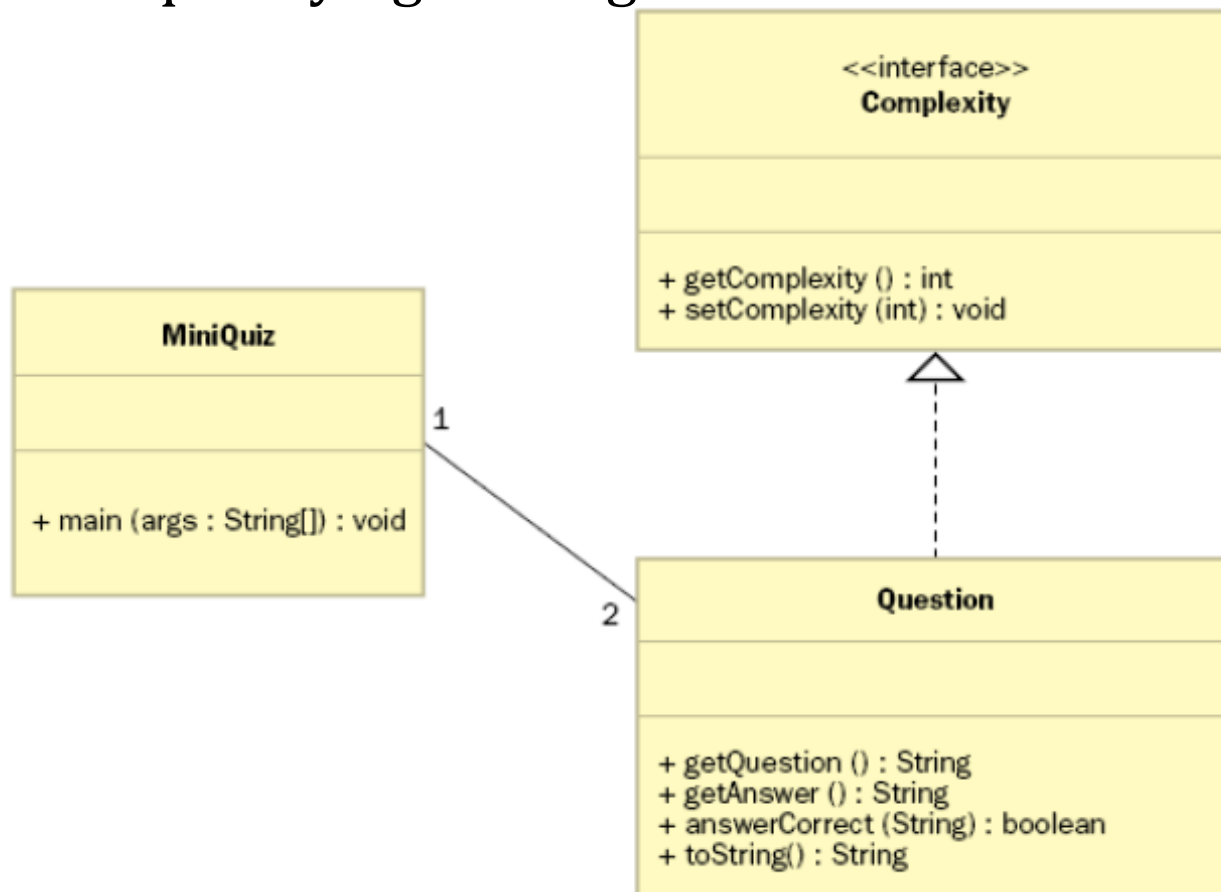 <<interface>>
Complexity
+ getComplexity () : int
+ setComplexity (int) : void
MiniQuiz
+ main (args : String[]) : void
1
2
Question
+ getQuestion () : String
+ getAnswer () : String
+ answerCorrect (String) : boolean
+ toString() : String